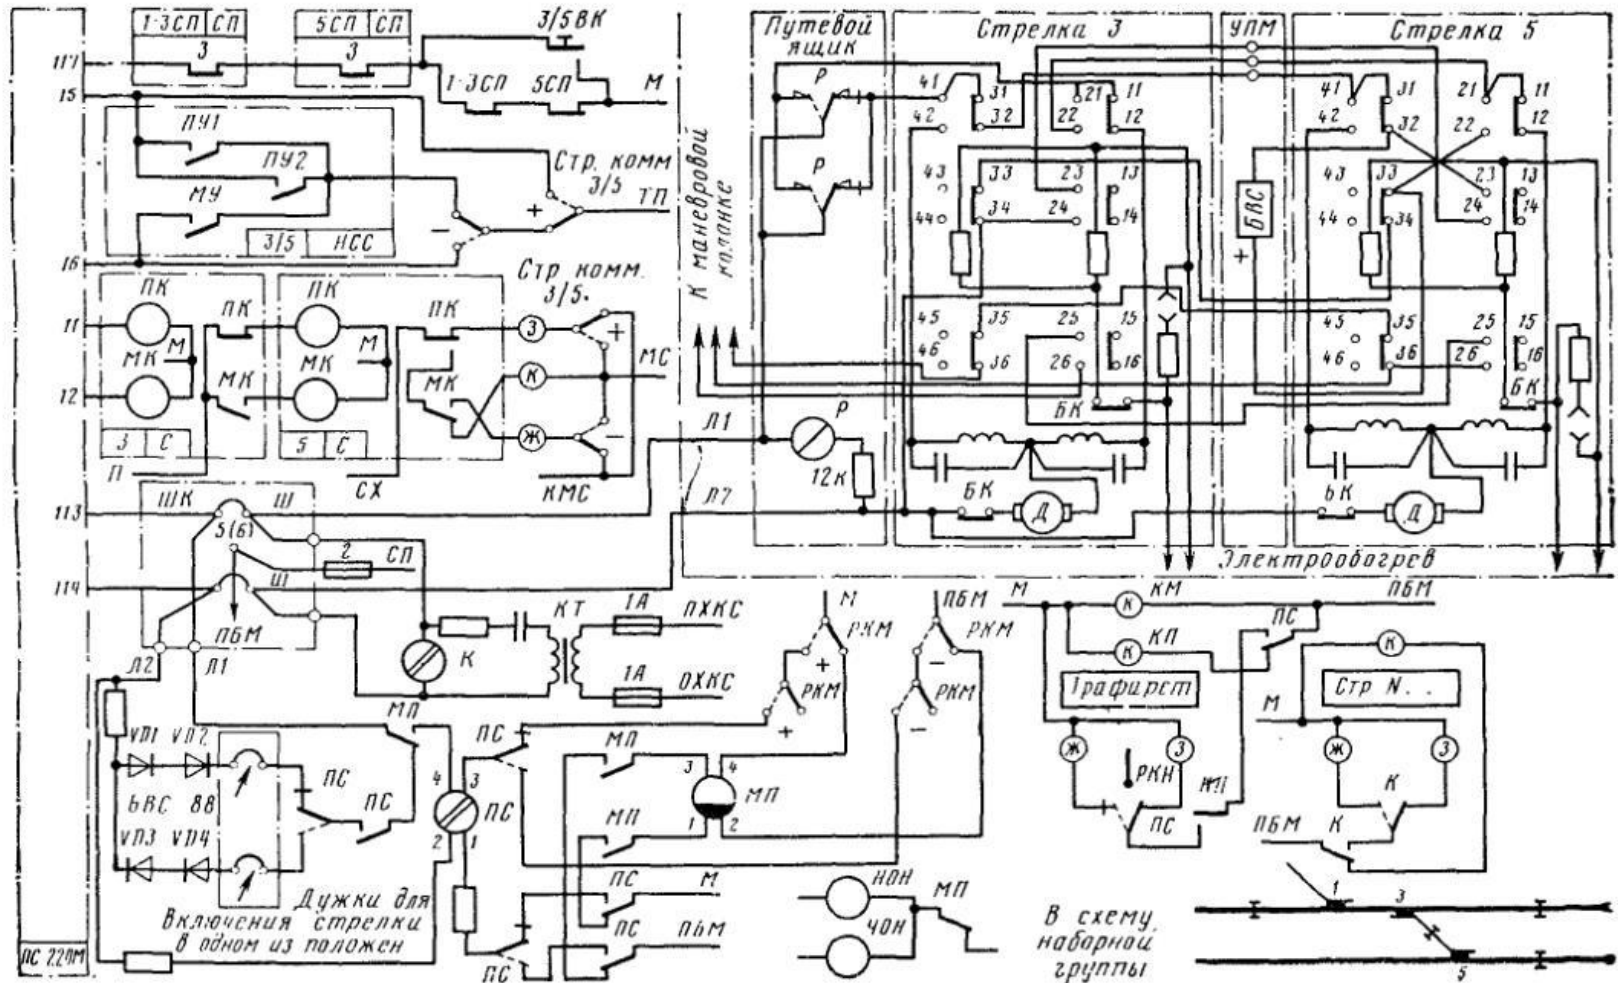 1-3СП СП
3
5СП СП
3
3/5ВК
117
1-3СП 5СП М
15
ПУ1
ПУ2
МУ
Стр. комм
3/5
ТП
+
-
3/5 НСС
16
Стр комм.
3/5.
ПК ПК ПК ПК
11
М М
З
+
МК МК МК МК
К
МС
12
Ж
-
3 С
5 С
П СХ КМС
К маневровой
колонке
Путевой
ящик
Стрелка 3
УПМ
Стрелка 5
Р
Р
41 31 21 11
42 32 22 12
43 33 23 13
44 34 24 14
45 35 25 15
46 36 26 16
41 31 21 11
42 32 22 12
43 33 23 13
44 34 24 14
45 35 25 15
46 36 26 16
БВС
+
БК
БК
Л1
Р
12к
БК
Д
БК
Д
Л7
Электрообогрев
113
ШК Ш
5(6)
2 СП
114
Ш
ПБМ
Л2 Л1
К
КТ
1А ПХКС
1А ОХКС
М
РКМ
+
РКМ
+
ПБМ
РКМ
-
РКМ
-
МП
VD1 VD2
ПС
БВС 88
ПС
VD3 VD4
4 3
ПС
2 1
ПС
МП
3 4
МП
1 2
МП
Дужки для
включения стрелки
в одном из положен
ПС
М
ПС
ПБМ
ПС
ПС 220М
НОН
ЧОН
МП
М
К КМ
ПБМ
К КП
ПС
К
Трафарет
Стр N. .
М
Ж З
РКН
ПС
МП
Ж З
К
ПБМ К
В схему
наборной
группы
1 3
5